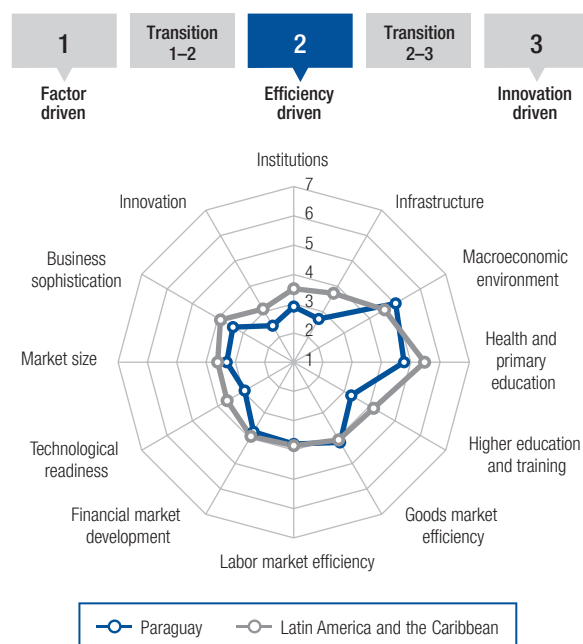 1
Transition
1–2
2
Transition
2–3
3
Factor
driven
Efficiency
driven
Innovation
driven
Institutions
Infrastructure
Macroeconomic
environment
Health and
primary
education
Higher education
and training
Goods market
efficiency
Labor market efficiency
Financial market
development
Technological
readiness
Market size
Business
sophistication
Innovation
7
6
5
4
3
2
1
Paraguay
Latin America and the Caribbean